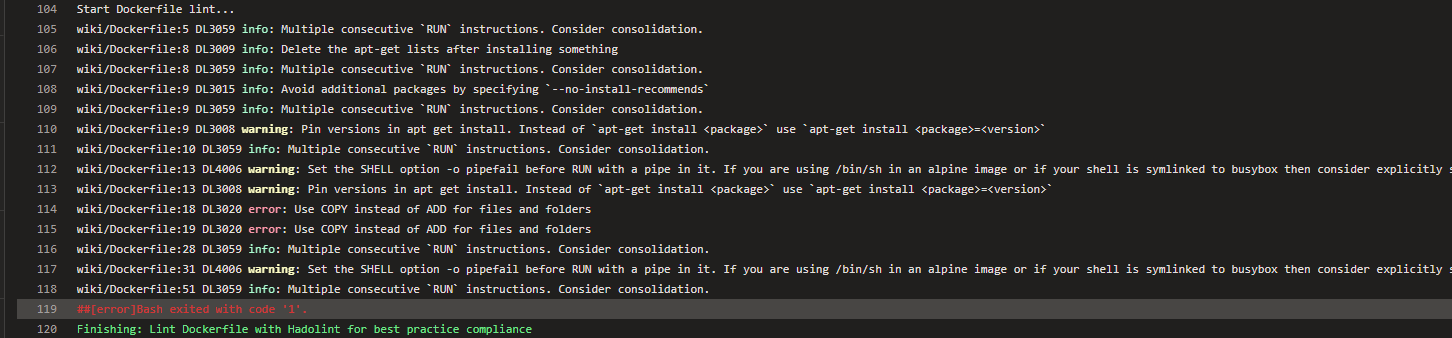 104 Start Dockerfile lint...
105 wiki/Dockerfile:5 DL3059 info: Multiple consecutive `RUN` instructions. Consider consolidation.
106 wiki/Dockerfile:8 DL3009 info: Delete the apt-get lists after installing something
107 wiki/Dockerfile:8 DL3059 info: Multiple consecutive `RUN` instructions. Consider consolidation.
108 wiki/Dockerfile:9 DL3015 info: Avoid additional packages by specifying `--no-install-recommends`
109 wiki/Dockerfile:9 DL3059 info: Multiple consecutive `RUN` instructions. Consider consolidation.
110 wiki/Dockerfile:9 DL3008 warning: Pin versions in apt get install. Instead of `apt-get install <package>` use `apt-get install <package>=<version>`
111 wiki/Dockerfile:10 DL3059 info: Multiple consecutive `RUN` instructions. Consider consolidation.
112 wiki/Dockerfile:13 DL4006 warning: Set the SHELL option -o pipefail before RUN with a pipe in it. If you are using /bin/sh in an alpine image or if your shell is symlinked to busybox then consider explicitly s
113 wiki/Dockerfile:13 DL3008 warning: Pin versions in apt get install. Instead of `apt-get install <package>` use `apt-get install <package>=<version>`
114 wiki/Dockerfile:18 DL3020 error: Use COPY instead of ADD for files and folders
115 wiki/Dockerfile:19 DL3020 error: Use COPY instead of ADD for files and folders
116 wiki/Dockerfile:28 DL3059 info: Multiple consecutive `RUN` instructions. Consider consolidation.
117 wiki/Dockerfile:31 DL4006 warning: Set the SHELL option -o pipefail before RUN with a pipe in it. If you are using /bin/sh in an alpine image or if your shell is symlinked to busybox then consider explicitly s
118 wiki/Dockerfile:51 DL3059 info: Multiple consecutive `RUN` instructions. Consider consolidation.
119 ##[error]Bash exited with code '1'.
120 Finishing: Lint Dockerfile with Hadolint for best practice compliance